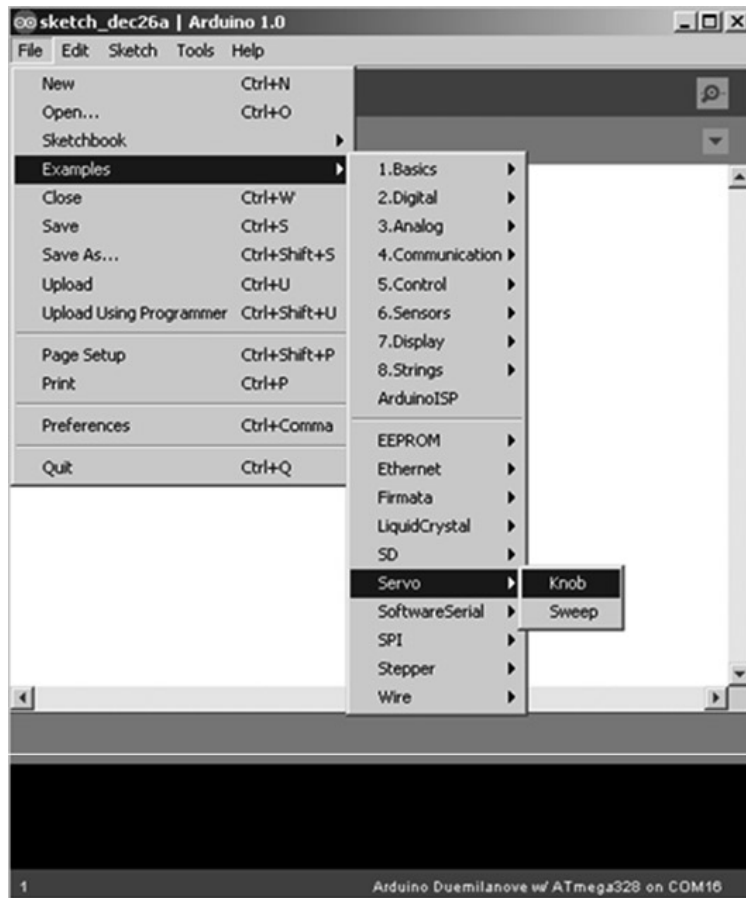 sketch_dec26a | Arduino 1.0
File Edit Sketch Tools Help
New Ctrl+N
Open... Ctrl+O
Sketchbook
Examples
Close Ctrl+W
Save Ctrl+S
Save As... Ctrl+Shift+S
Upload Ctrl+U
Upload Using Programmer Ctrl+Shift+U
Page Setup Ctrl+Shift+P
Print Ctrl+P
Preferences Ctrl+Comma
Quit Ctrl+Q
1.Basics
2.Digital
3.Analog
4.Communication
5.Control
6.Sensors
7.Display
8.Strings
ArduinoISP
EEPROM
Ethernet
Firmata
LiquidCrystal
SD
Servo
SoftwareSerial
SPI
Stepper
Wire
Knob
Sweep
1 Arduino Duemilanove w/ ATmega328 on COM16